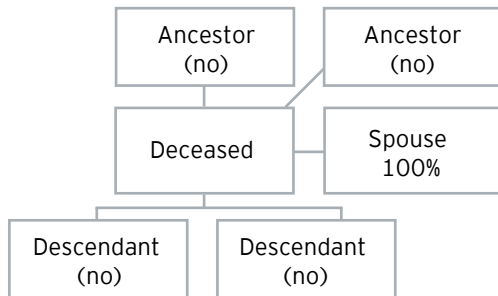 Ancestor
(no)
Ancestor
(no)
Deceased
Spouse
100%
Descendant
(no)
Descendant
(no)